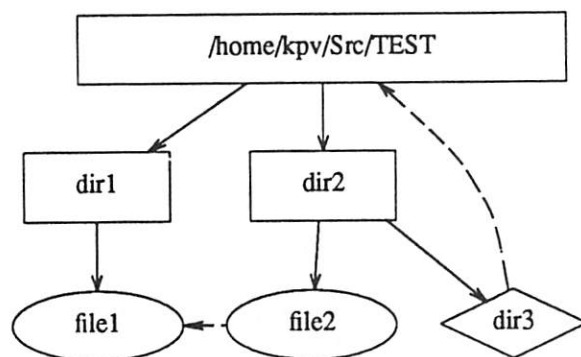 /home/kpv/Src/TEST
dir1
dir2
file1
file2
dir3